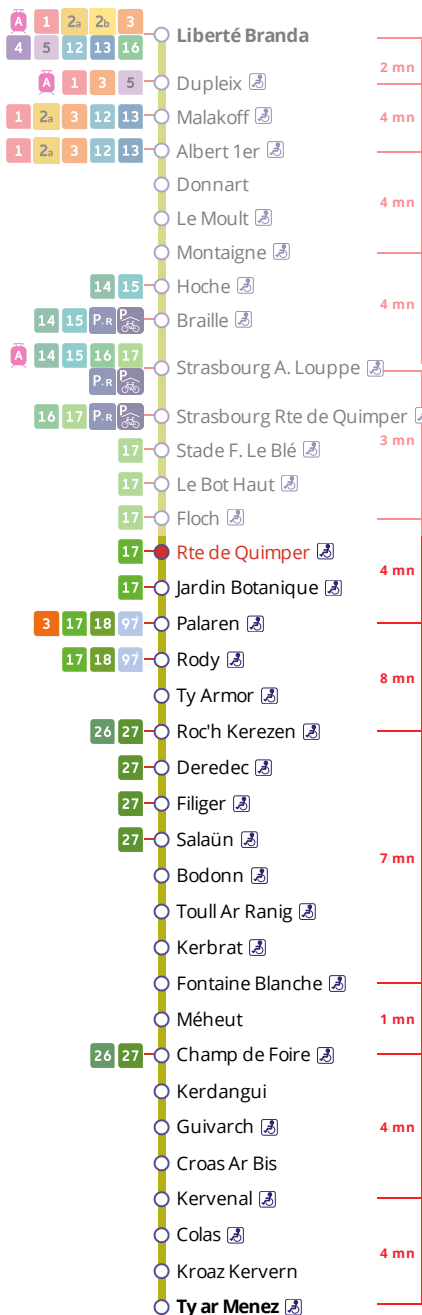 A 1 2a 2b 3
4 5 12 13 16
Liberté Branda
2 mn
A 1 3 5 Dupleix
1 2a 3 12 13 Malakoff
4 mn
1 2a 3 12 13 Albert 1er
Donnart
4 mn
Le Moult
Montaigne
14 15 Hoche
4 mn
14 15 P.R P Braille
A 14 15 16 17
P.R P
Strasbourg A. Louppe
16 17 P.R P Strasbourg Rte de Quimper
3 mn
17 Stade F. Le Blé
17 Le Bot Haut
17 Floch
17 Rte de Quimper
4 mn
17 Jardin Botanique
3 17 18 97 Palaren
17 18 97 Rody
8 mn
Ty Armor
26 27 Roc'h Kerezen
27 Deredec
27 Filiger
27 Salaün
7 mn
Bodonn
Toull Ar Ranig
Kerbrat
Fontaine Blanche
Méheut
1 mn
26 27 Champ de Foire
Kerdangui
Guivarch
4 mn
Croas Ar Bis
Kervenal
Colas
4 mn
Kroaz Kervern
Ty ar Menez